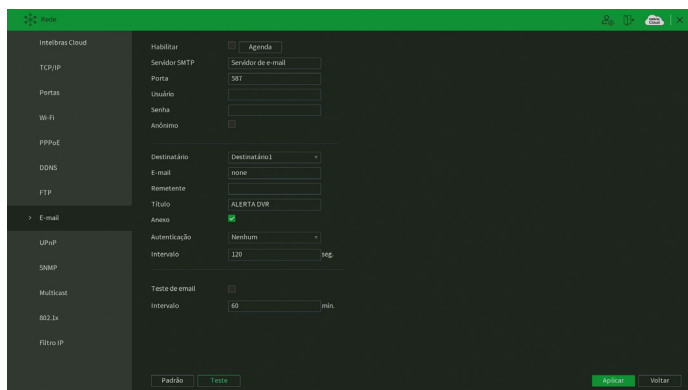 Rede
Intelbras Cloud
TCP/IP
Portas
Wi-Fi
PPPoE
DDNS
FTP
> E-mail
UPnP
SNMP
Multicast
802.1x
Filtro IP
Habilitar Agenda
Servidor SMTP Servidor de e-mail
Porta 587
Usuário
Senha
Anônimo
Destinatário Destinatário1
E-mail none
Remetente
Título ALERTA DVR
Anexo
Autenticação Nenhum
Intervalo 120 seg.
Teste de email
Intervalo 60 min.
Padrão Teste
Aplicar Voltar